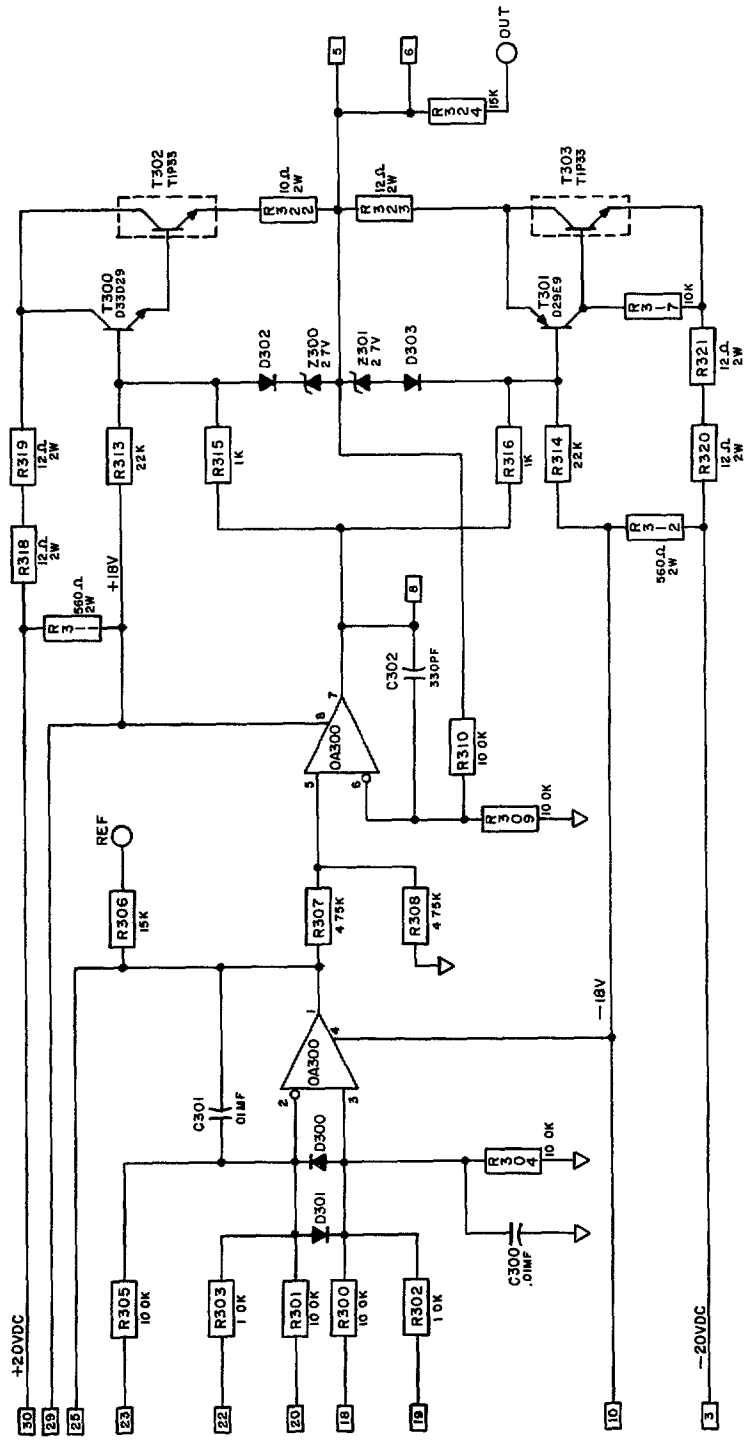 +20VDC
30
29
25
23
22
20
18
19
10
3
-20VDC
R305
10 0K
R303
1 0K
R301
10 0K
R300
10 0K
R302
1 0K
D301
D300
C300
.01MF
R304
10 0K
C301
.01MF
2
3
OA300
1
4
-18V
R306
15K
REF
R307
4 75K
R308
4 75K
5
6
OA300
8
7
R309
10 0K
R310
10 0K
C302
330PF
8
R311
560Ω
2W
+18V
R318
12Ω
2W
R319
12Ω
2W
R313
22K
R315
1K
R316
1K
R314
22K
R312
560Ω
2W
R320
12Ω
2W
R321
12Ω
2W
R317
10K
D302
Z300
2 7V
Z301
2 7V
D303
T300
D33D29
T301
D29E9
T302
TIP33
T303
TIP33
R322
10Ω
2W
R323
12Ω
2W
5
6
R324
15K
OUT